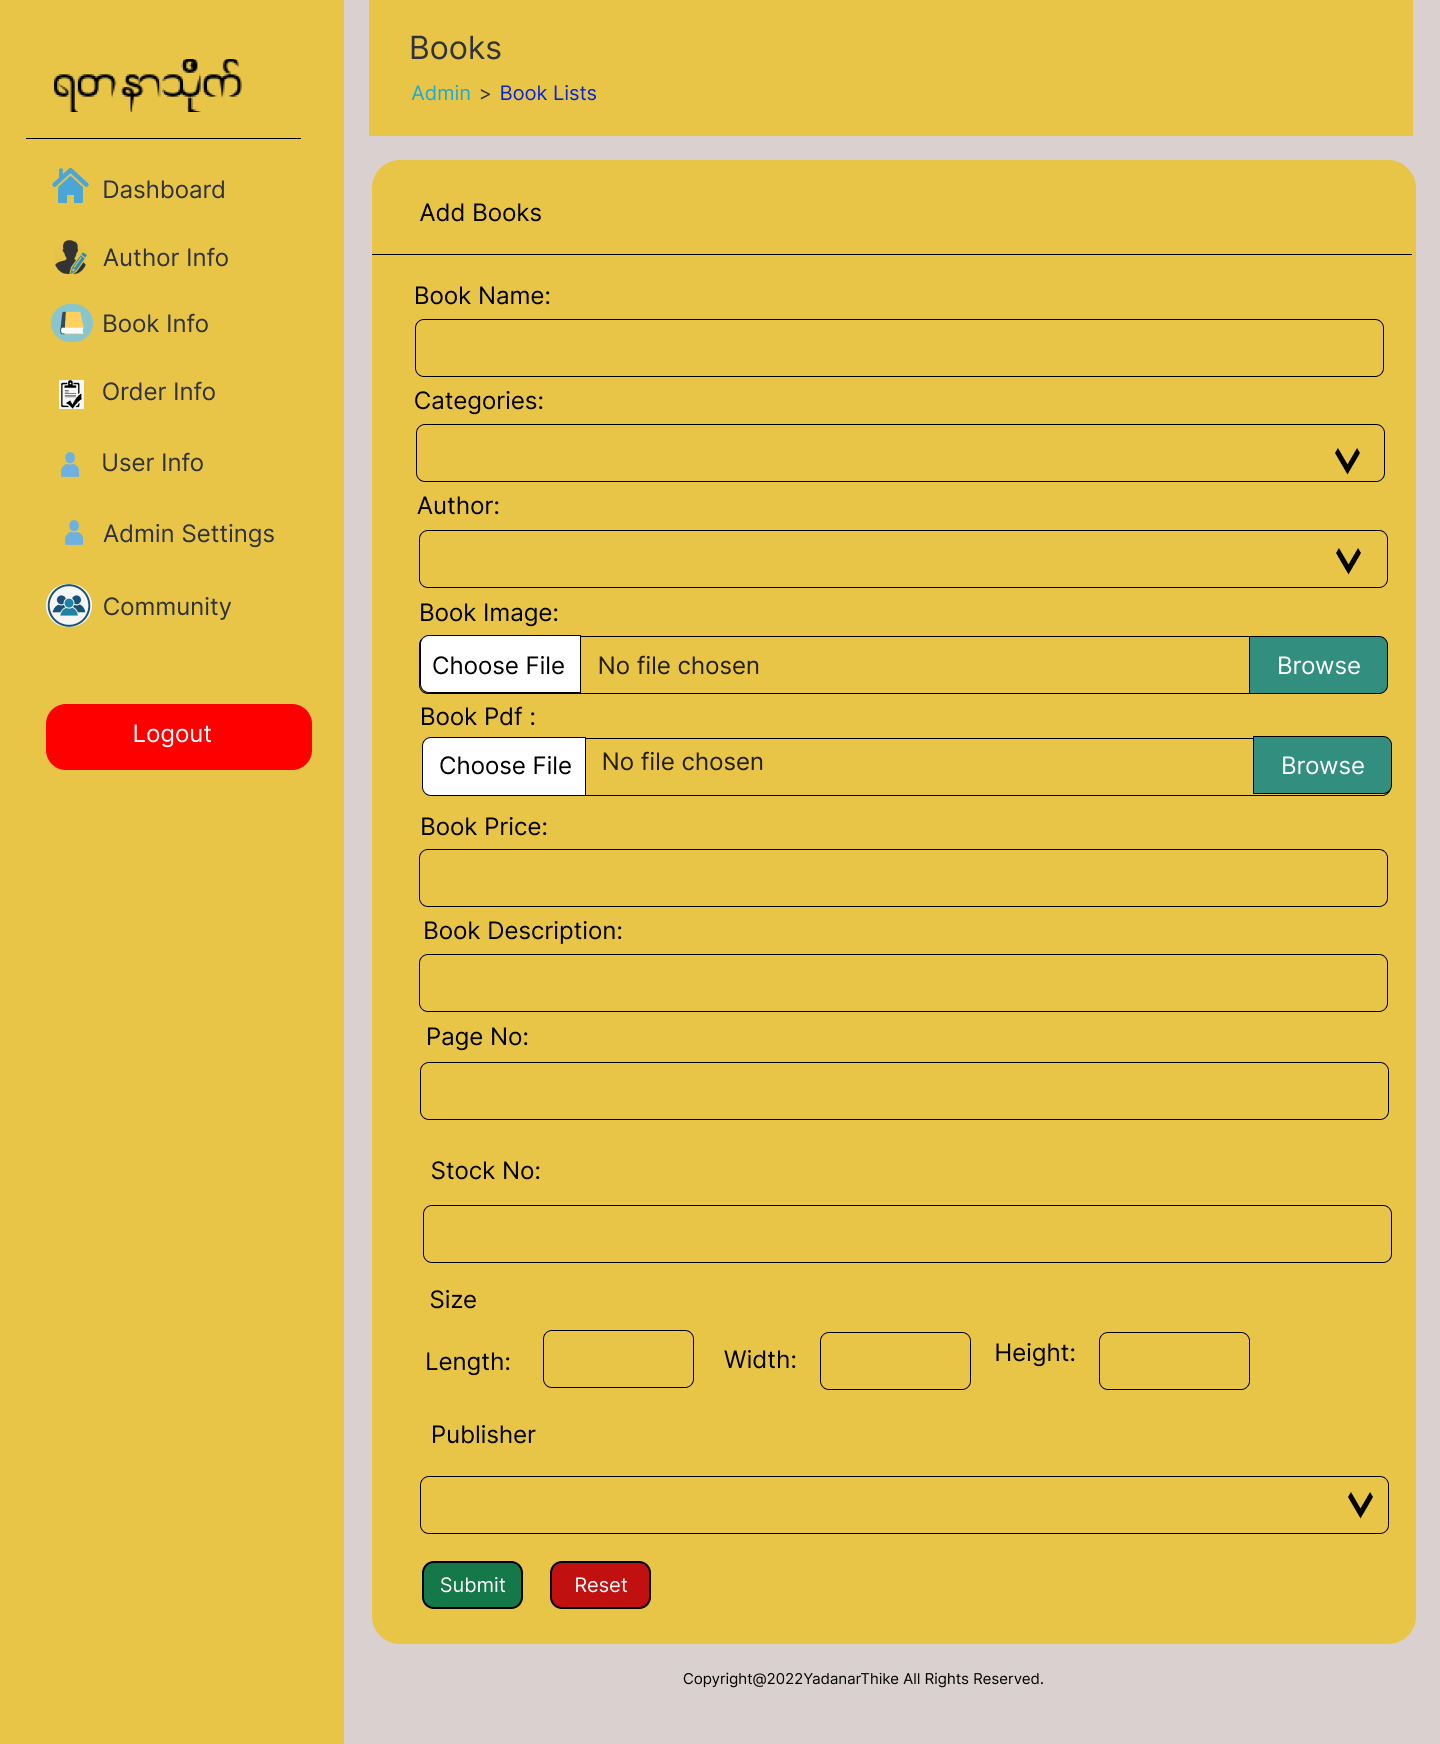 ရတနာသိုက်
Dashboard
Author Info
Book Info
Order Info
User Info
Admin Settings
Community
Logout
Books
Admin > Book Lists
Add Books
Book Name:
Categories:
Author:
Book Image:
Choose File No file chosen Browse
Book Pdf :
Choose File No file chosen Browse
Book Price:
Book Description:
Page No:
Stock No:
Size
Length: Width: Height:
Publisher
Submit Reset
Copyright@2022YadanarThike All Rights Reserved.